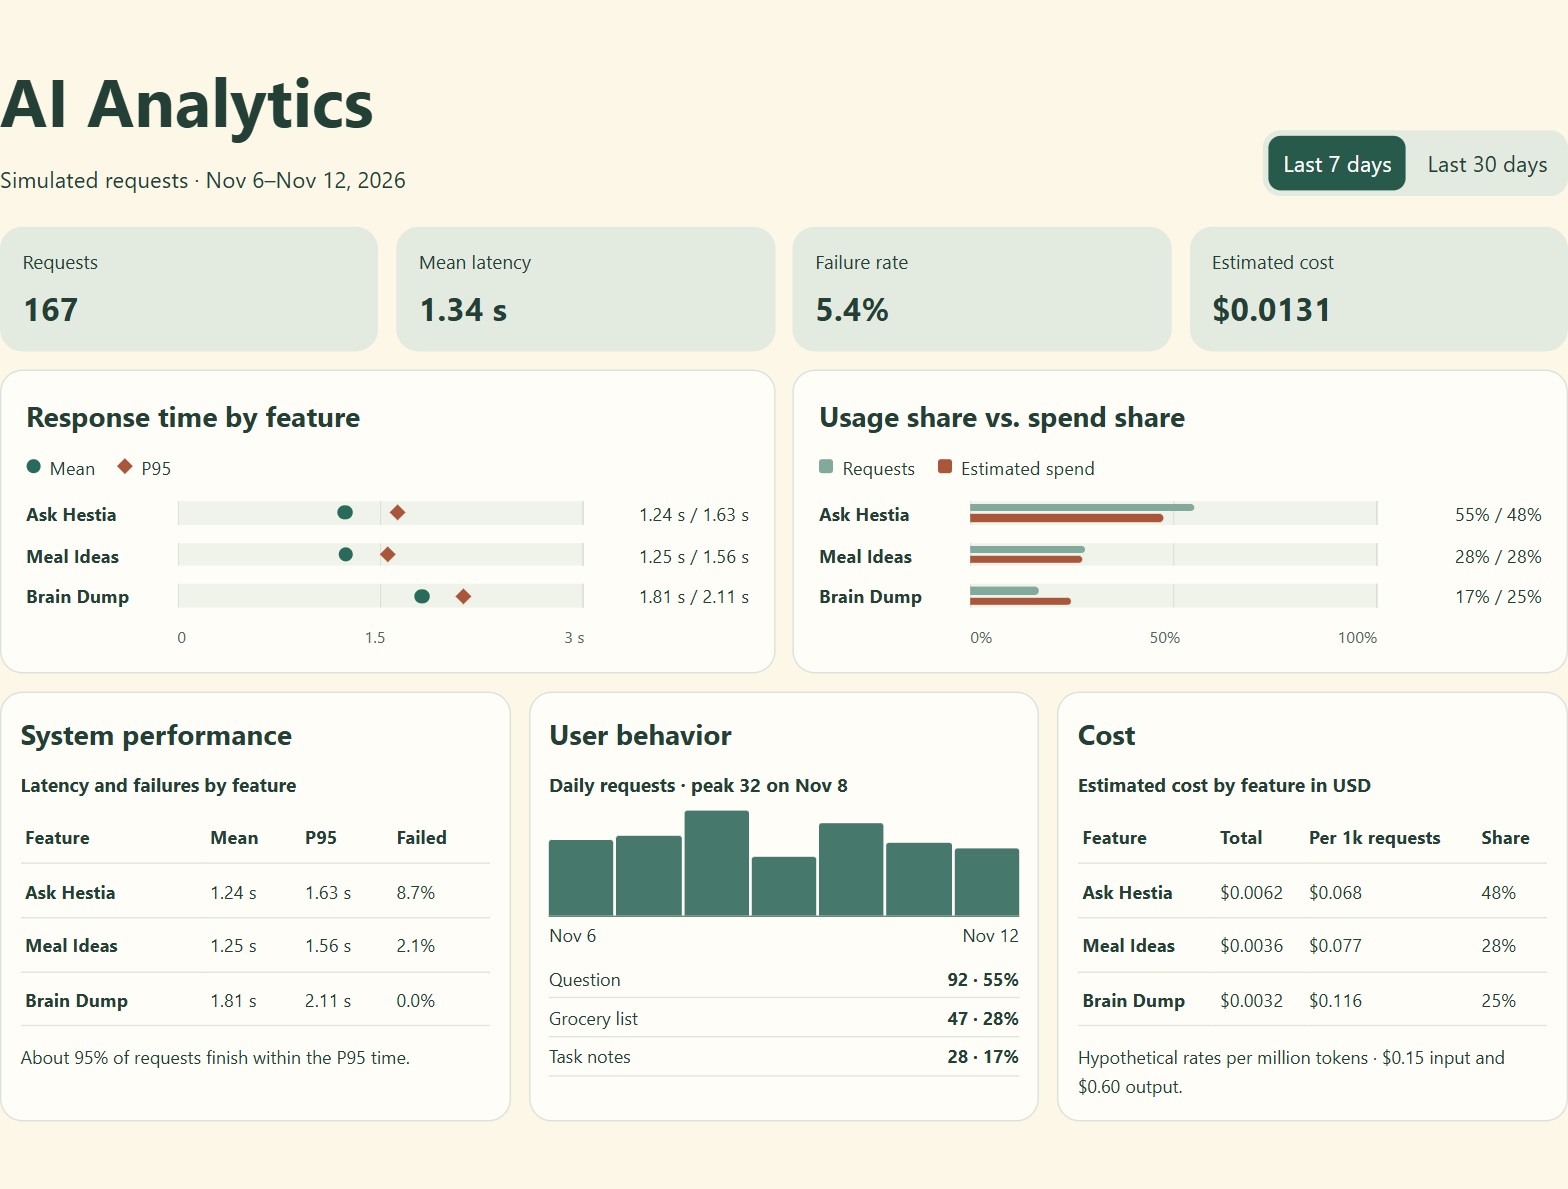 AI Analytics
Simulated requests · Nov 6–Nov 12, 2026
Last 7 days
Last 30 days
Requests
167
Mean latency
1.34 s
Failure rate
5.4%
Estimated cost
$0.0131
Response time by feature
Mean
P95
Ask Hestia
1.24 s / 1.63 s
Meal Ideas
1.25 s / 1.56 s
Brain Dump
1.81 s / 2.11 s
0
1.5
3 s
Usage share vs. spend share
Requests
Estimated spend
Ask Hestia
55% / 48%
Meal Ideas
28% / 28%
Brain Dump
17% / 25%
0%
50%
100%
System performance
Latency and failures by feature
Feature Mean P95 Failed
Ask Hestia 1.24 s 1.63 s 8.7%
Meal Ideas 1.25 s 1.56 s 2.1%
Brain Dump 1.81 s 2.11 s 0.0%
About 95% of requests finish within the P95 time.
User behavior
Daily requests · peak 32 on Nov 8
Nov 6
Nov 12
Question 92 · 55%
Grocery list 47 · 28%
Task notes 28 · 17%
Cost
Estimated cost by feature in USD
Feature Total Per 1k requests Share
Ask Hestia $0.0062 $0.068 48%
Meal Ideas $0.0036 $0.077 28%
Brain Dump $0.0032 $0.116 25%
Hypothetical rates per million tokens · $0.15 input and
$0.60 output.